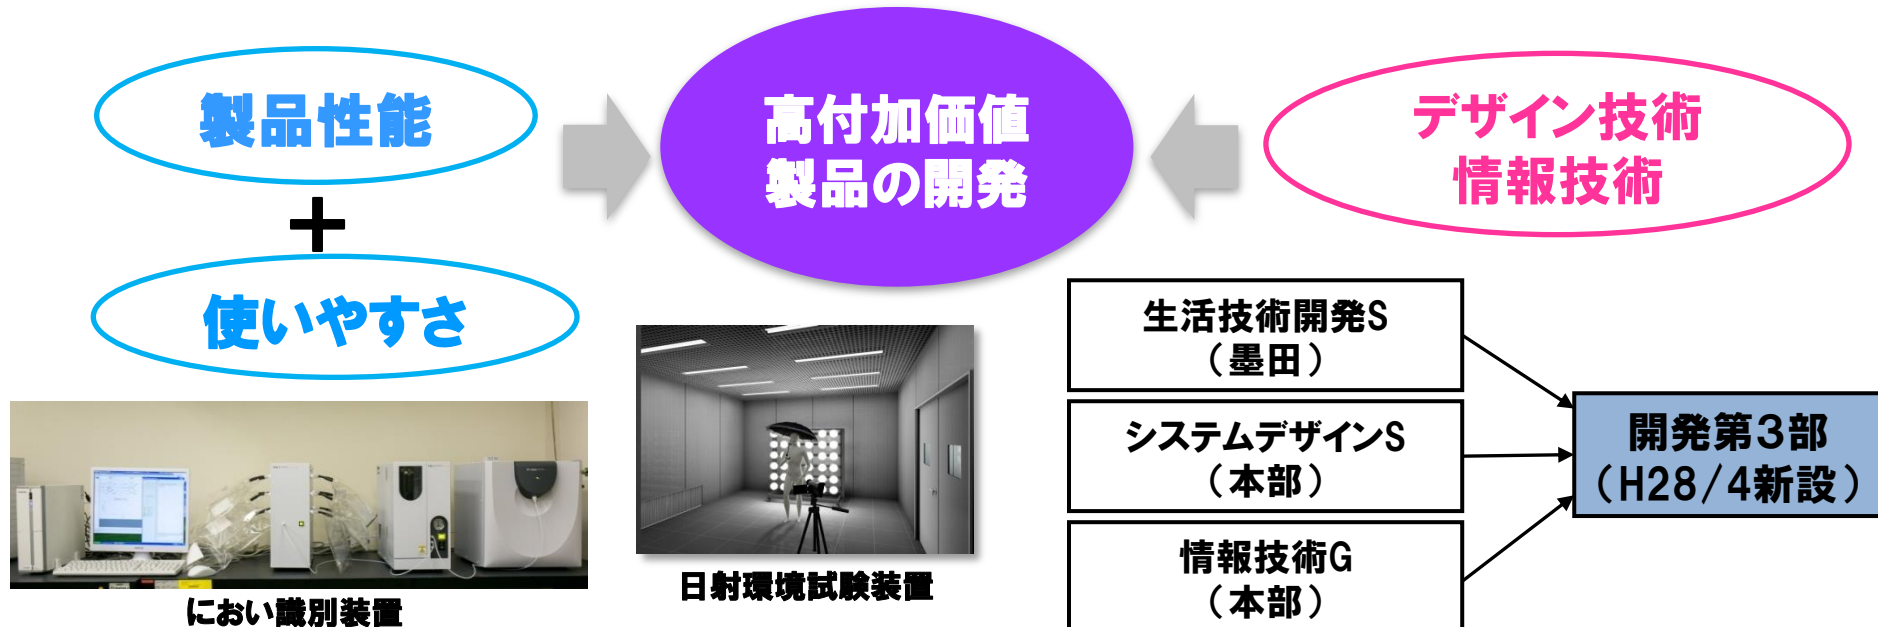 製品性能
+
使いやすさ
高付加価値
製品の開発
デザイン技術
情報技術
におい識別装置
日射環境試験装置
生活技術開発S
(墨田)
システムデザインS
(本部)
情報技術G
(本部)
開発第3部
(H28/4新設)